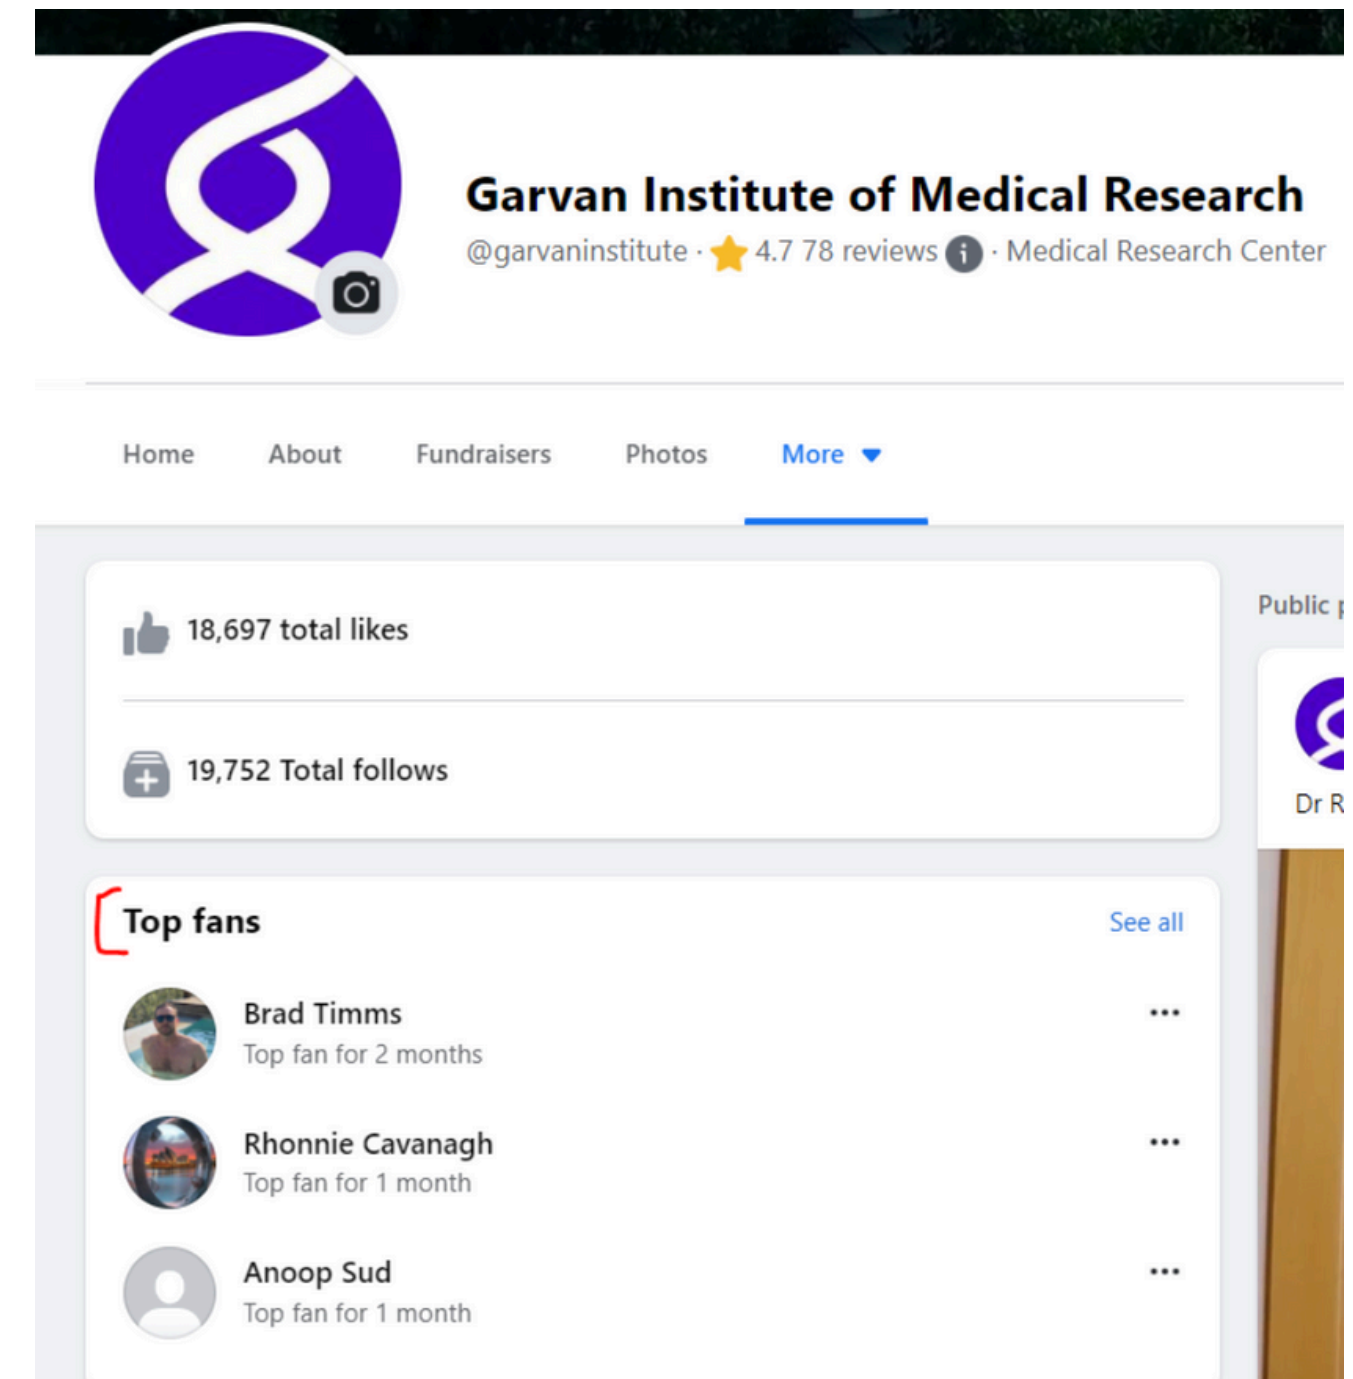 Garvan Institute of Medical Research
@garvaninstitute · 4.7 78 reviews · Medical Research Center
Home About Fundraisers Photos More
18,697 total likes
19,752 Total follows
Public
Dr R
Top fans See all
Brad Timms
Top fan for 2 months
Rhonnie Cavanagh
Top fan for 1 month
Anoop Sud
Top fan for 1 month